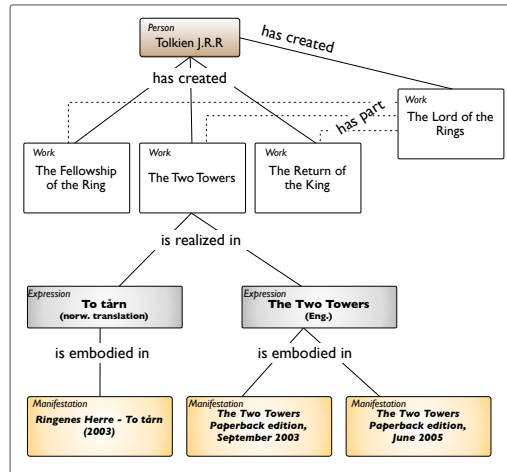 Person
Tolkien J.R.R
has created
has created
Work
The Lord of the
Rings
has part
Work
The Fellowship
of the Ring
Work
The Two Towers
Work
The Return of
the King
is realized in
Expression
To tårn
(norw. translation)
Expression
The Two Towers
(Eng.)
is embodied in
is embodied in
Manifestation
Ringenes Herre - To tårn
(2003)
Manifestation
The Two Towers
Paperback edition,
September 2003
Manifestation
The Two Towers
Paperback edition,
June 2005